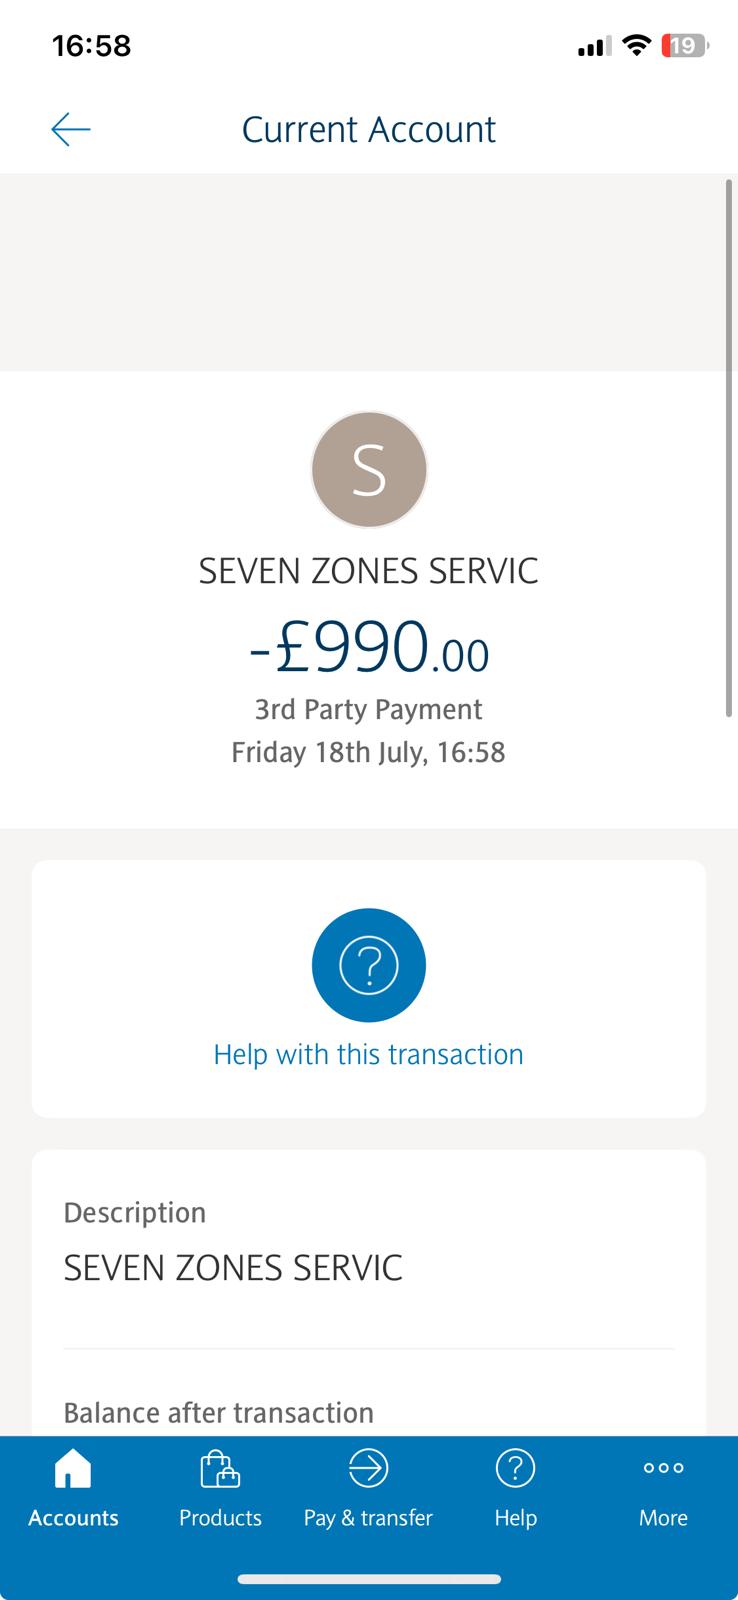 16:58
19
Current Account
S
SEVEN ZONES SERVIC
-£990.00
3rd Party Payment
Friday 18th July, 16:58
?
Help with this transaction
Description
SEVEN ZONES SERVIC
Balance after transaction
Accounts
Products
Pay & transfer
?
Help
More